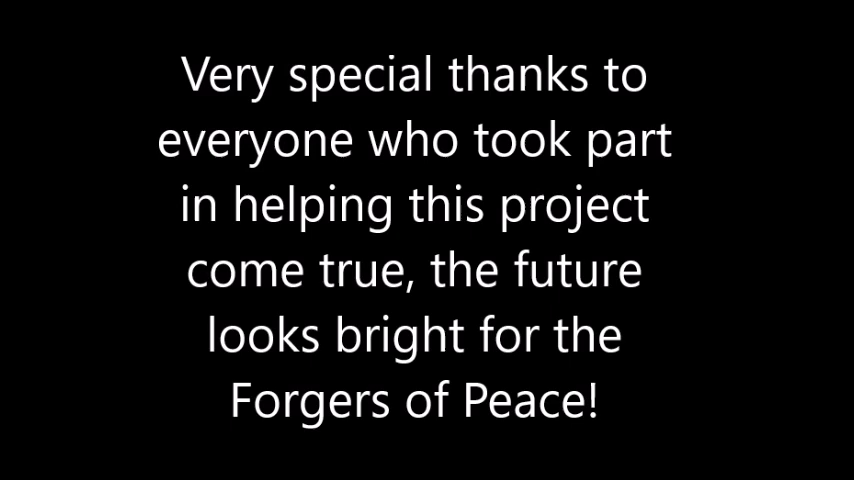 Very special thanks to
everyone who took part
in helping this project
come true, the future
looks bright for the
Forgers of Peace!